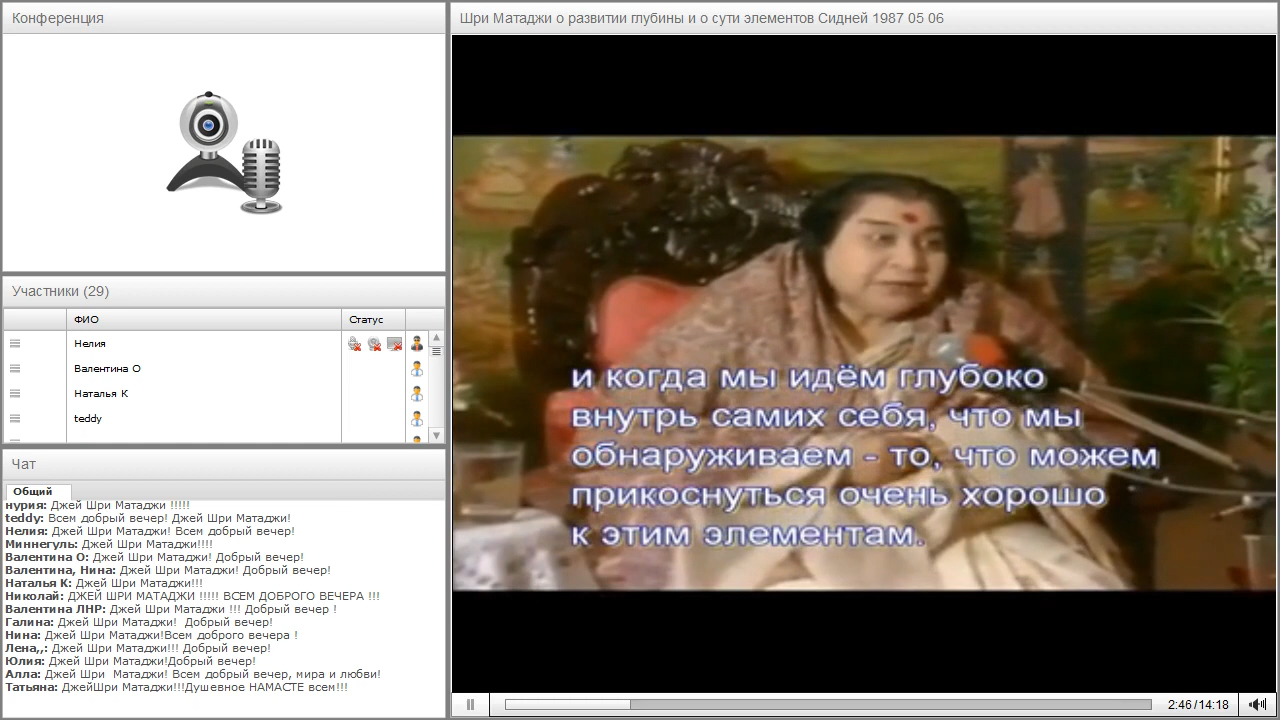 Конференция
Шри Матаджи о развитии глубины и о сути элементов Сидней 1987 05 06
и когда мы идём глубоко
внутрь самих себя, что мы
обнаруживаем - то, что можем
прикоснуться очень хорошо
к этим элементам.
2:46/14:18
Участники (29)
ФИО Статус
Нелия
Валентина О
Наталья К
teddy
Чат
Общий
нурия: Джей Шри Матаджи !!!!!
teddy: Всем добрый вечер! Джей Шри Матаджи!
Нелия: Джей Шри Матаджи! Всем добрый вечер!
Миннегуль: Джей Шри Матаджи!!!!
Валентина О: Джей Шри Матаджи! Добрый вечер!
Валентина, Нина: Джей Шри Матаджи! Добрый вечер!
Наталья К: Джей Шри Матаджи!!!
Николай: ДЖЕЙ ШРИ МАТАДЖИ !!!!! ВСЕМ ДОБРОГО ВЕЧЕРА !!!
Валентина ЛНР: Джей Шри Матаджи !!! Добрый вечер !
Галина: Джей Шри Матаджи!  Добрый вечер!
Нина: Джей Шри Матаджи!Всем доброго вечера !
Лена,,: Джей Шри Матаджи!!! Добрый вечер!
Юлия: Джей Шри Матаджи!Добрый вечер!
Алла: Джей Шри  Матаджи! Всем добрый вечер, мира и любви!
Татьяна: ДжейШри Матаджи!!!Душевное НАМАСТЕ всем!!!